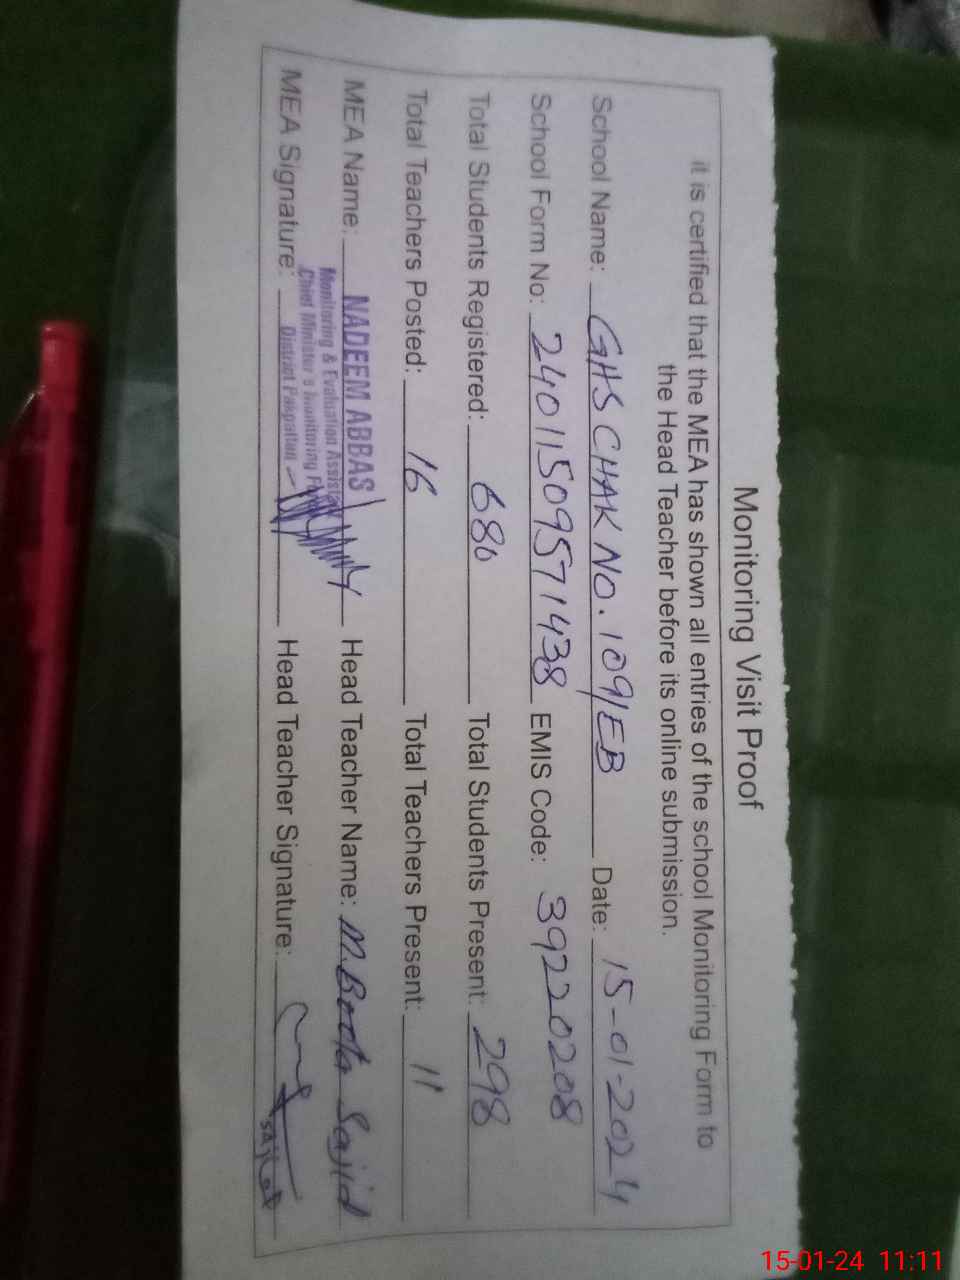 Monitoring Visit Proof
it is certified that the MEA has shown all entries of the school Monitoring Form to
the Head Teacher before its online submission.
School Name: GHS CHAK NO. 109/EB Date: 15-01-2024
School Form No: 24011509571438 EMIS Code: 39220208
Total Students Registered: 680 Total Students Present: 298
Total Teachers Posted: 16 Total Teachers Present: 11
MEA Name: NADEEM ABBAS Head Teacher Name: M. Boota Sajid
Monitoring & Evaluation Assista
Chief Minister's Monitoring Fo
District Pakpattan
MEA Signature: Head Teacher Signature:
15-01-24 11:11